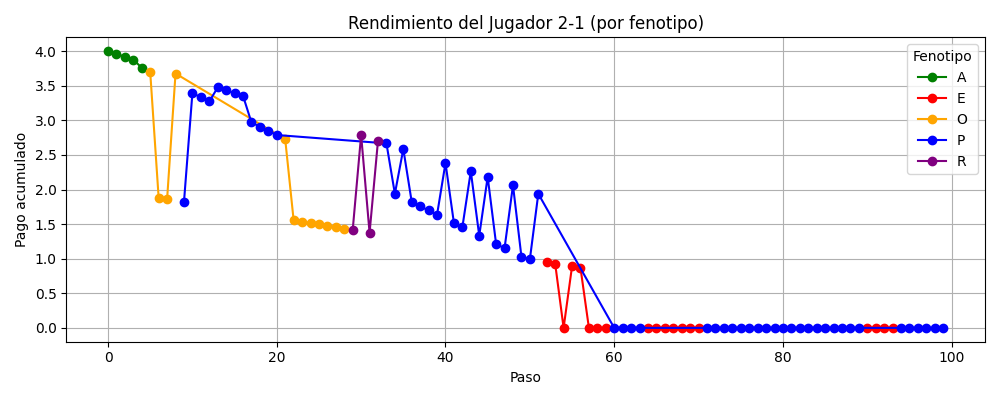 Rendimiento del Jugador 2-1 (por fenotipo)
Pago acumulado
4.0
3.5
3.0
2.5
2.0
1.5
1.0
0.5
0.0
Fenotipo
A
E
O
P
R
0 20 40 60 80 100
Paso